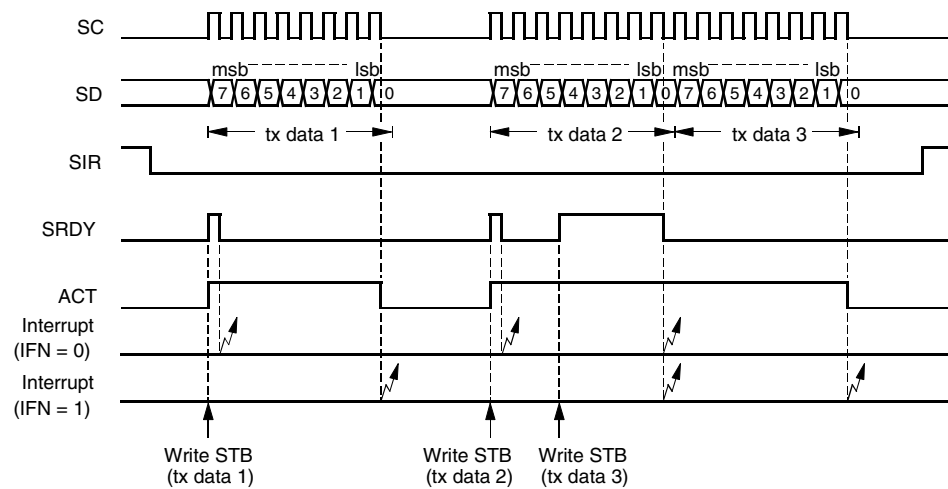 SC
msb lsb msb lsb msb lsb
SD 7 6 5 4 3 2 1 0 7 6 5 4 3 2 1 0 7 6 5 4 3 2 1 0
tx data 1 tx data 2 tx data 3
SIR
SRDY
ACT
Interrupt
(IFN = 0)
Interrupt
(IFN = 1)
Write STB Write STB Write STB
(tx data 1) (tx data 2) (tx data 3)